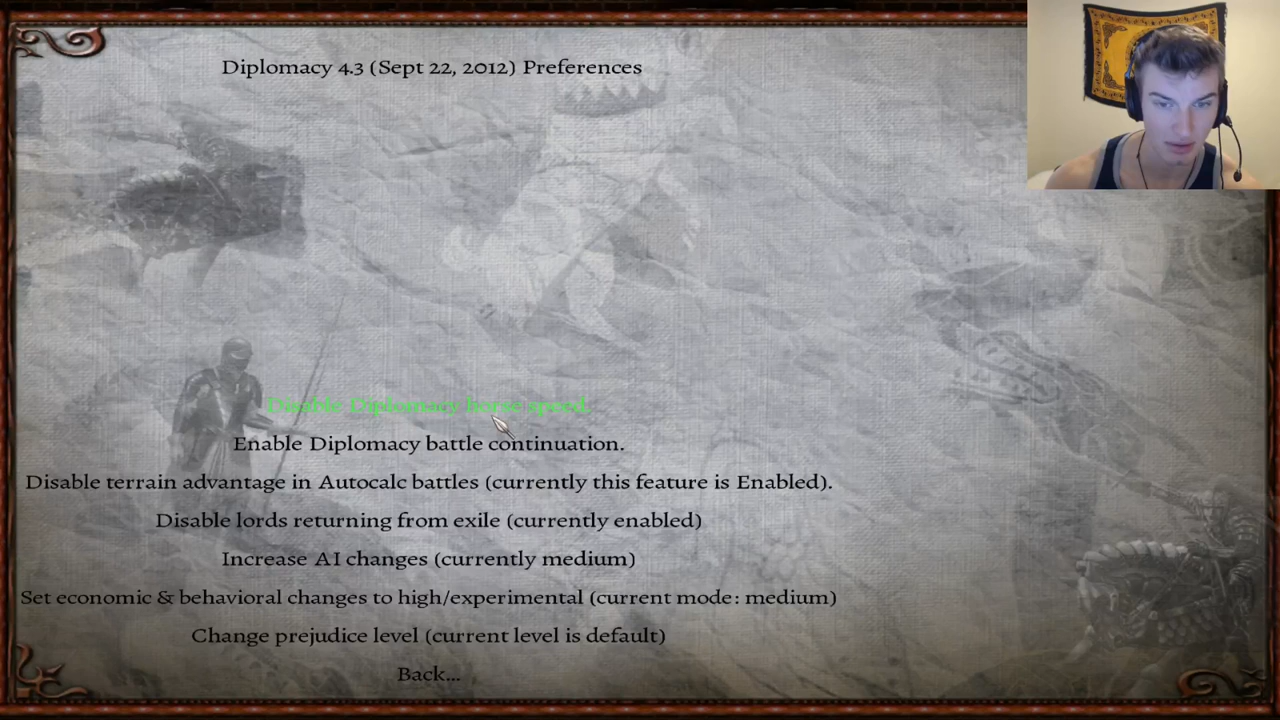 Diplomacy 4.3 (Sept 22, 2012) Preferences
Disable Diplomacy horse speed.
Enable Diplomacy battle continuation.
Disable terrain advantage in Autocalc battles (currently this feature is Enabled).
Disable lords returning from exile (currently enabled)
Increase AI changes (currently medium)
Set economic & behavioral changes to high/experimental (current mode: medium)
Change prejudice level (current level is default)
Back...